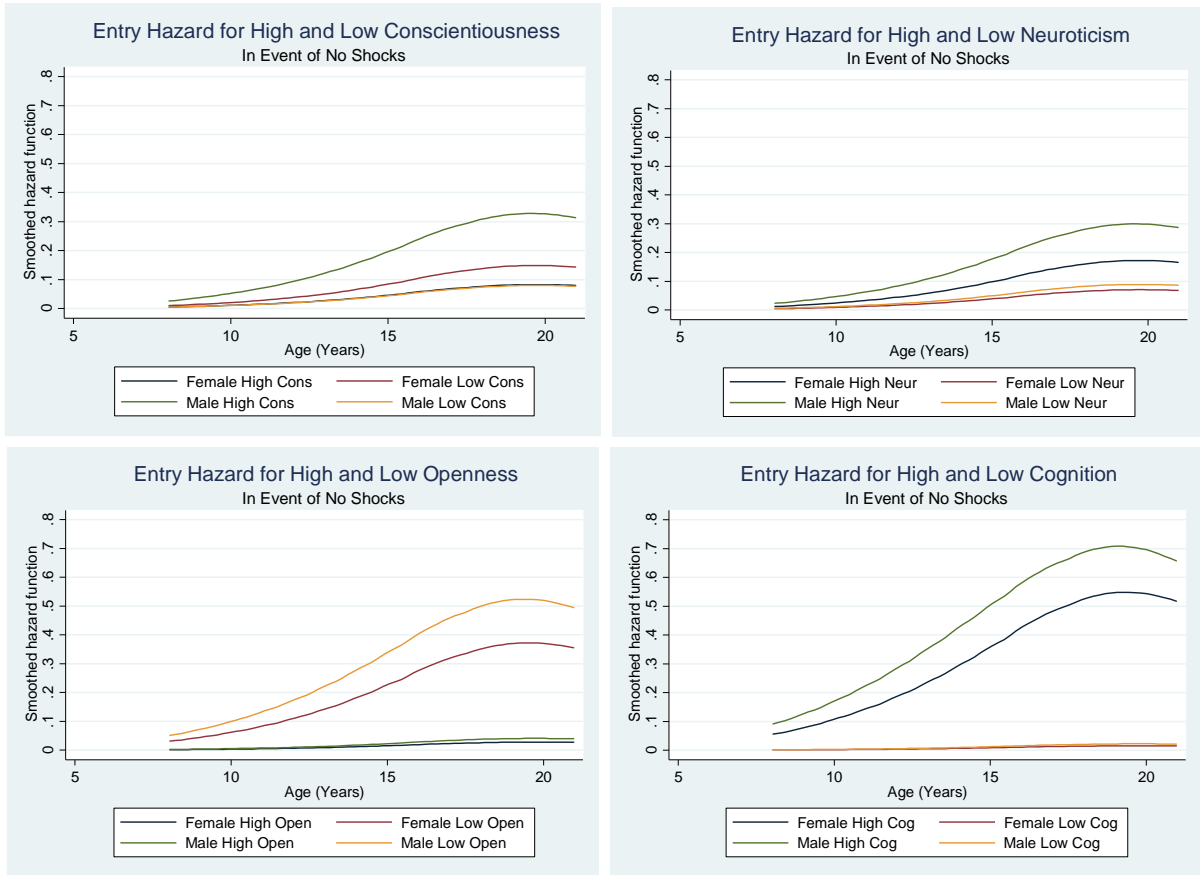 Entry Hazard for High and Low Conscientiousness
In Event of No Shocks
Smoothed hazard function
.8
.7
.6
.5
.4
.3
.2
.1
0
5 10 15 20
Age (Years)
Female High Cons Female Low Cons
Male High Cons Male Low Cons
Entry Hazard for High and Low Neuroticism
In Event of No Shocks
Smoothed hazard function
.8
.7
.6
.5
.4
.3
.2
.1
0
5 10 15 20
Age (Years)
Female High Neur Female Low Neur
Male High Neur Male Low Neur
Entry Hazard for High and Low Openness
In Event of No Shocks
Smoothed hazard function
.8
.7
.6
.5
.4
.3
.2
.1
0
5 10 15 20
Age (Years)
Female High Open Female Low Open
Male High Open Male Low Open
Entry Hazard for High and Low Cognition
In Event of No Shocks
Smoothed hazard function
.8
.7
.6
.5
.4
.3
.2
.1
0
5 10 15 20
Age (Years)
Female High Cog Female Low Cog
Male High Cog Male Low Cog